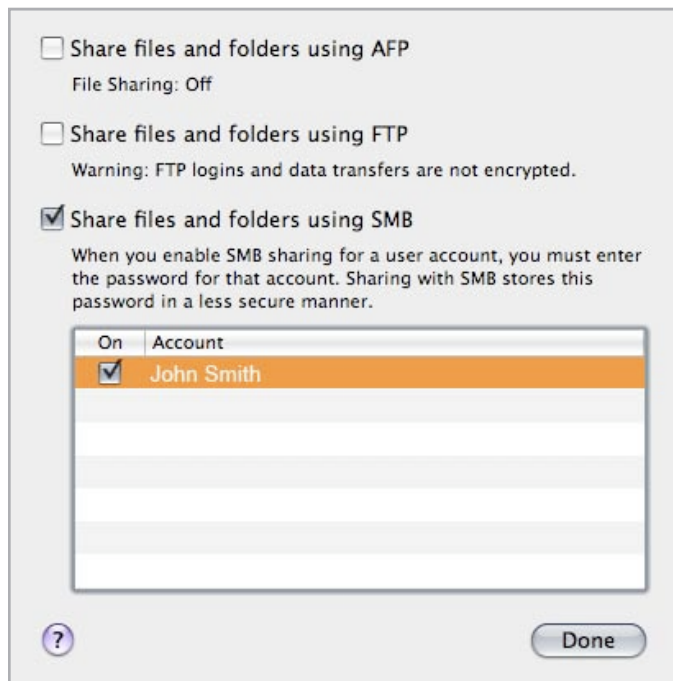 Share files and folders using AFP
File Sharing: Off
Share files and folders using FTP
Warning: FTP logins and data transfers are not encrypted.
Share files and folders using SMB
When you enable SMB sharing for a user account, you must enter
the password for that account. Sharing with SMB stores this
password in a less secure manner.
On Account
John Smith
? Done